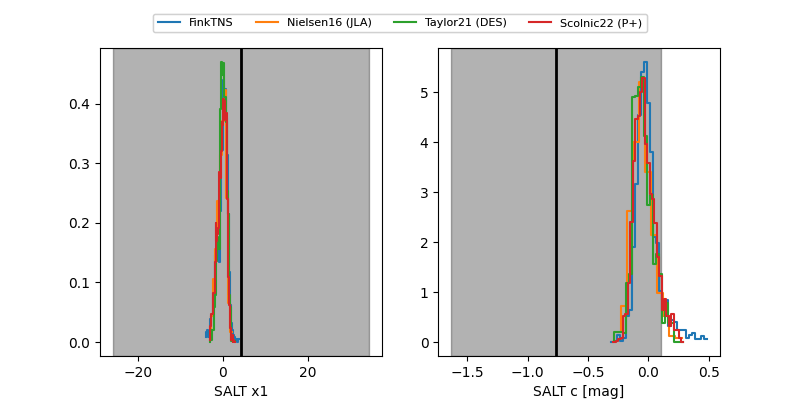 FinkTNS Nielsen16 (JLA) Taylor21 (DES) Scolnic22 (P+)
0.4
0.3
0.2
0.1
0.0
−20 0 20
SALT x1
5
4
3
2
1
0
−1.5 −1.0 −0.5 0.0 0.5
SALT c [mag]